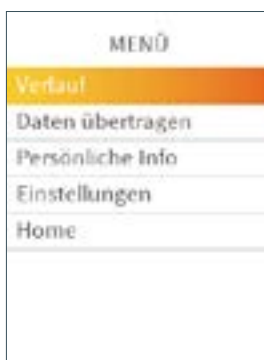 MENÜ
Verlauf
Daten übertragen
Persönliche Info
Einstellungen
Home